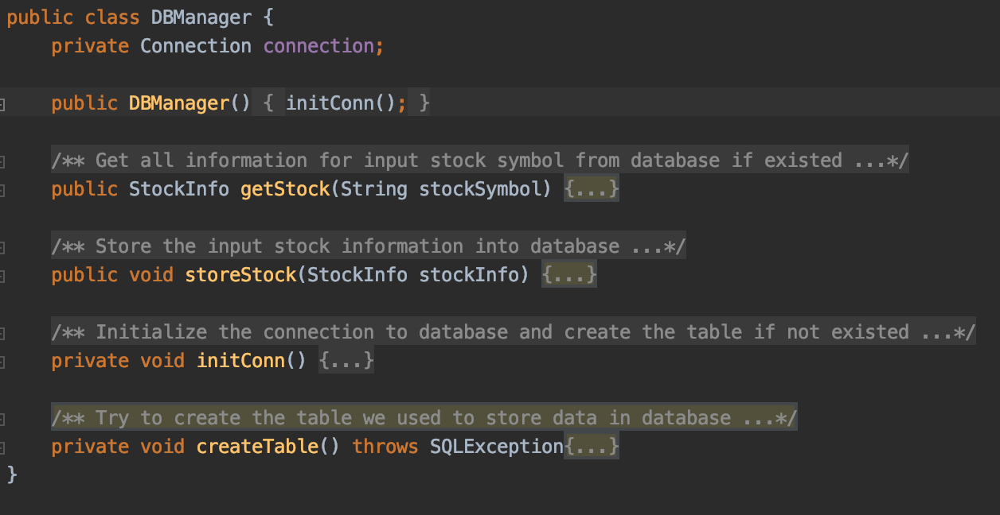 public class DBManager {
private Connection connection;
public DBManager() { initConn(); }
/** Get all information for input stock symbol from database if existed ...*/
public StockInfo getStock(String stockSymbol) {...}
/** Store the input stock information into database ...*/
public void storeStock(StockInfo stockInfo) {...}
/** Initialize the connection to database and create the table if not existed ...*/
private void initConn() {...}
/** Try to create the table we used to store data in database ...*/
private void createTable() throws SQLException{...}
}